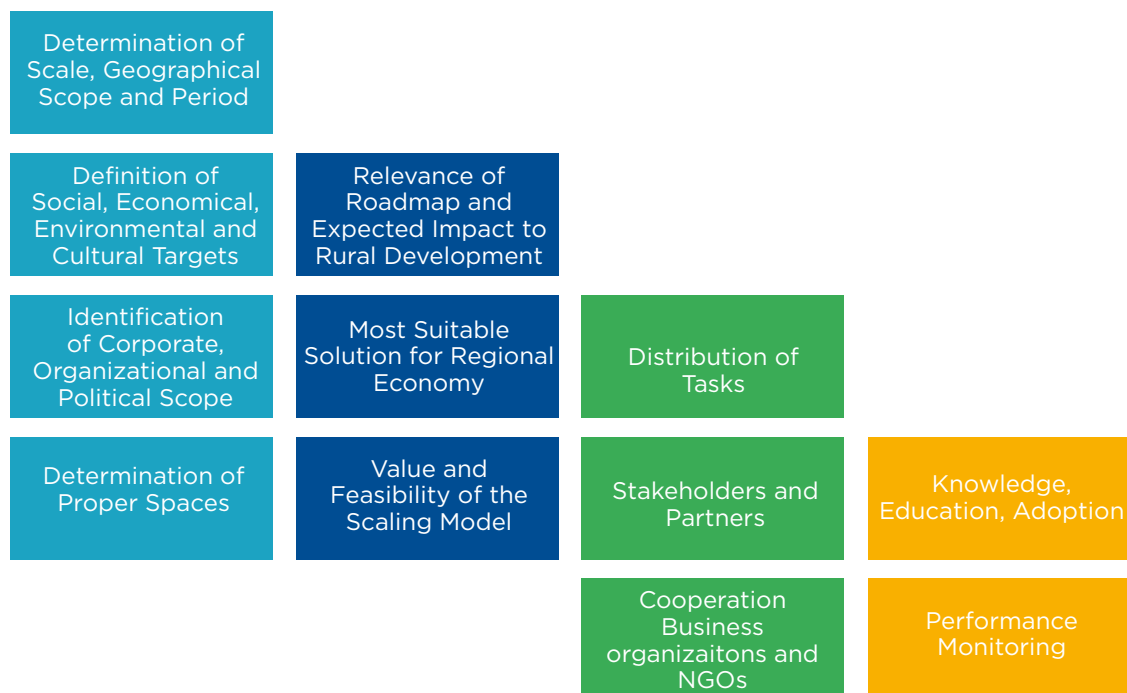 Determination of
Scale, Geographical
Scope and Period
Definition of
Social, Economical,
Environmental and
Cultural Targets
Relevance of
Roadmap and
Expected Impact to
Rural Development
Identification
of Corporate,
Organizational and
Political Scope
Most Suitable
Solution for Regional
Economy
Distribution of
Tasks
Determination of
Proper Spaces
Value and
Feasibility of the
Scaling Model
Stakeholders and
Partners
Knowledge,
Education, Adoption
Cooperation
Business
organizaitons and
NGOs
Performance
Monitoring